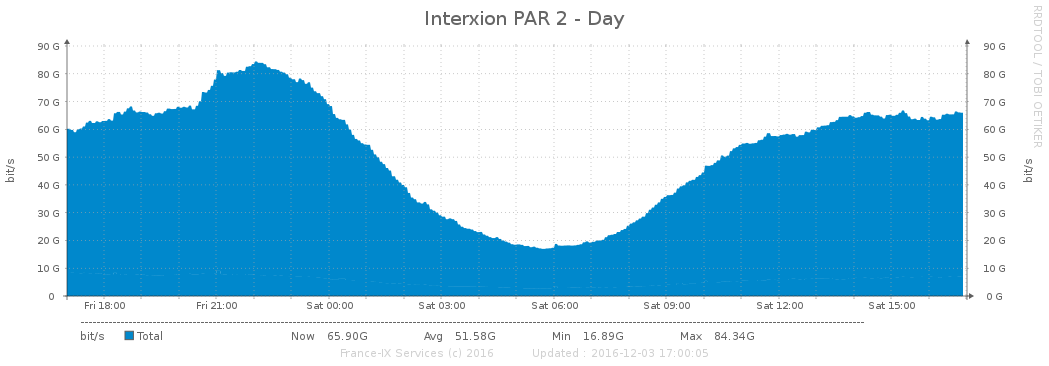 Interxion PAR 2 - Day
RRDTOOL / TOBI OETIKER
90 G 90 G
80 G 80 G
70 G 70 G
60 G 60 G
50 G 50 G
40 G 40 G
30 G 30 G
20 G 20 G
10 G 10 G
0 0 G
bit/s bit/s
Fri 18:00 Fri 21:00 Sat 00:00 Sat 03:00 Sat 06:00 Sat 09:00 Sat 12:00 Sat 15:00
bit/s Total Now 65.90G Avg 51.58G Min 16.89G Max 84.34G
France-IX Services (c) 2016 Updated : 2016-12-03 17:00:05